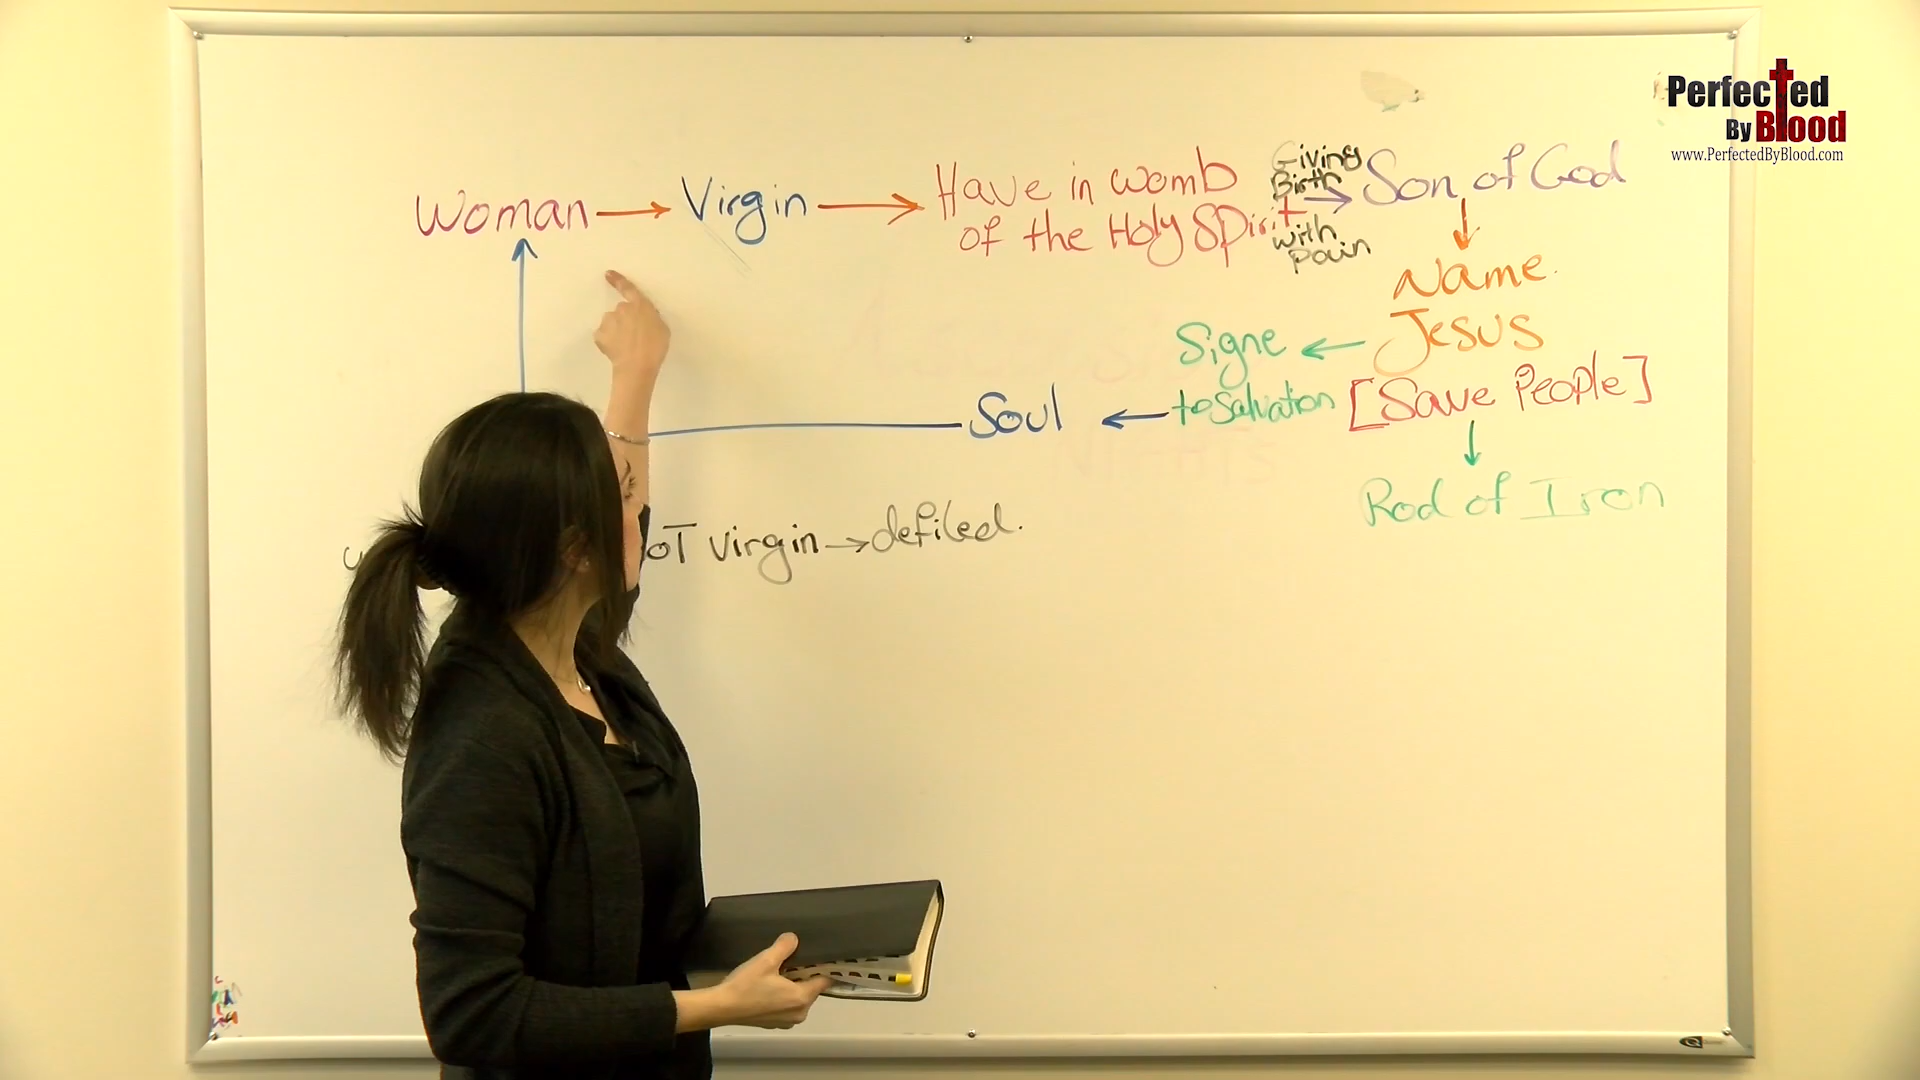 Perfected
By Blood
www.PerfectedByBlood.com
Woman → Virgin → Have in womb
of the Holy Spirit
Giving
Birth
+
with
Pain
→ Son of God
↓
Name
Jesus
[Save People]
↓
Rod of Iron
← Signe
to Salvation
← Soul
oT virgin → defiled.